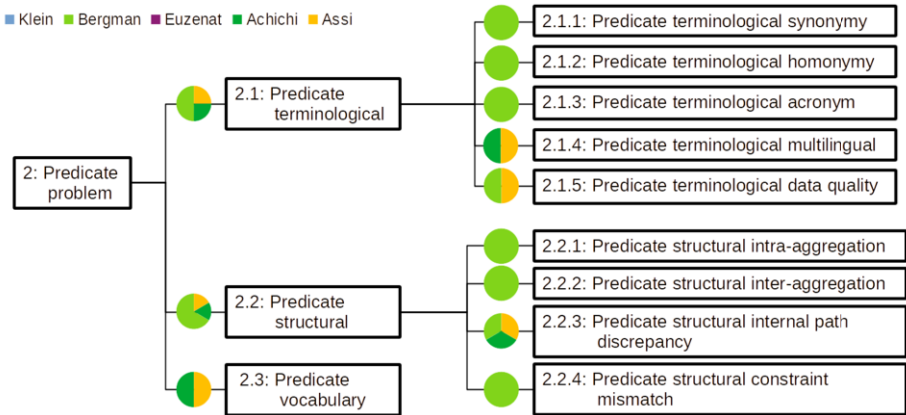 Klein Bergman Euzenat Achichi Assi
2: Predicate
problem
2.1: Predicate
terminological
2.1.1: Predicate terminological synonymy
2.1.2: Predicate terminological homonymy
2.1.3: Predicate terminological acronym
2.1.4: Predicate terminological multilingual
2.1.5: Predicate terminological data quality
2.2: Predicate
structural
2.2.1: Predicate structural intra-aggregation
2.2.2: Predicate structural inter-aggregation
2.2.3: Predicate structural internal path
discrepancy
2.2.4: Predicate structural constraint
mismatch
2.3: Predicate
vocabulary